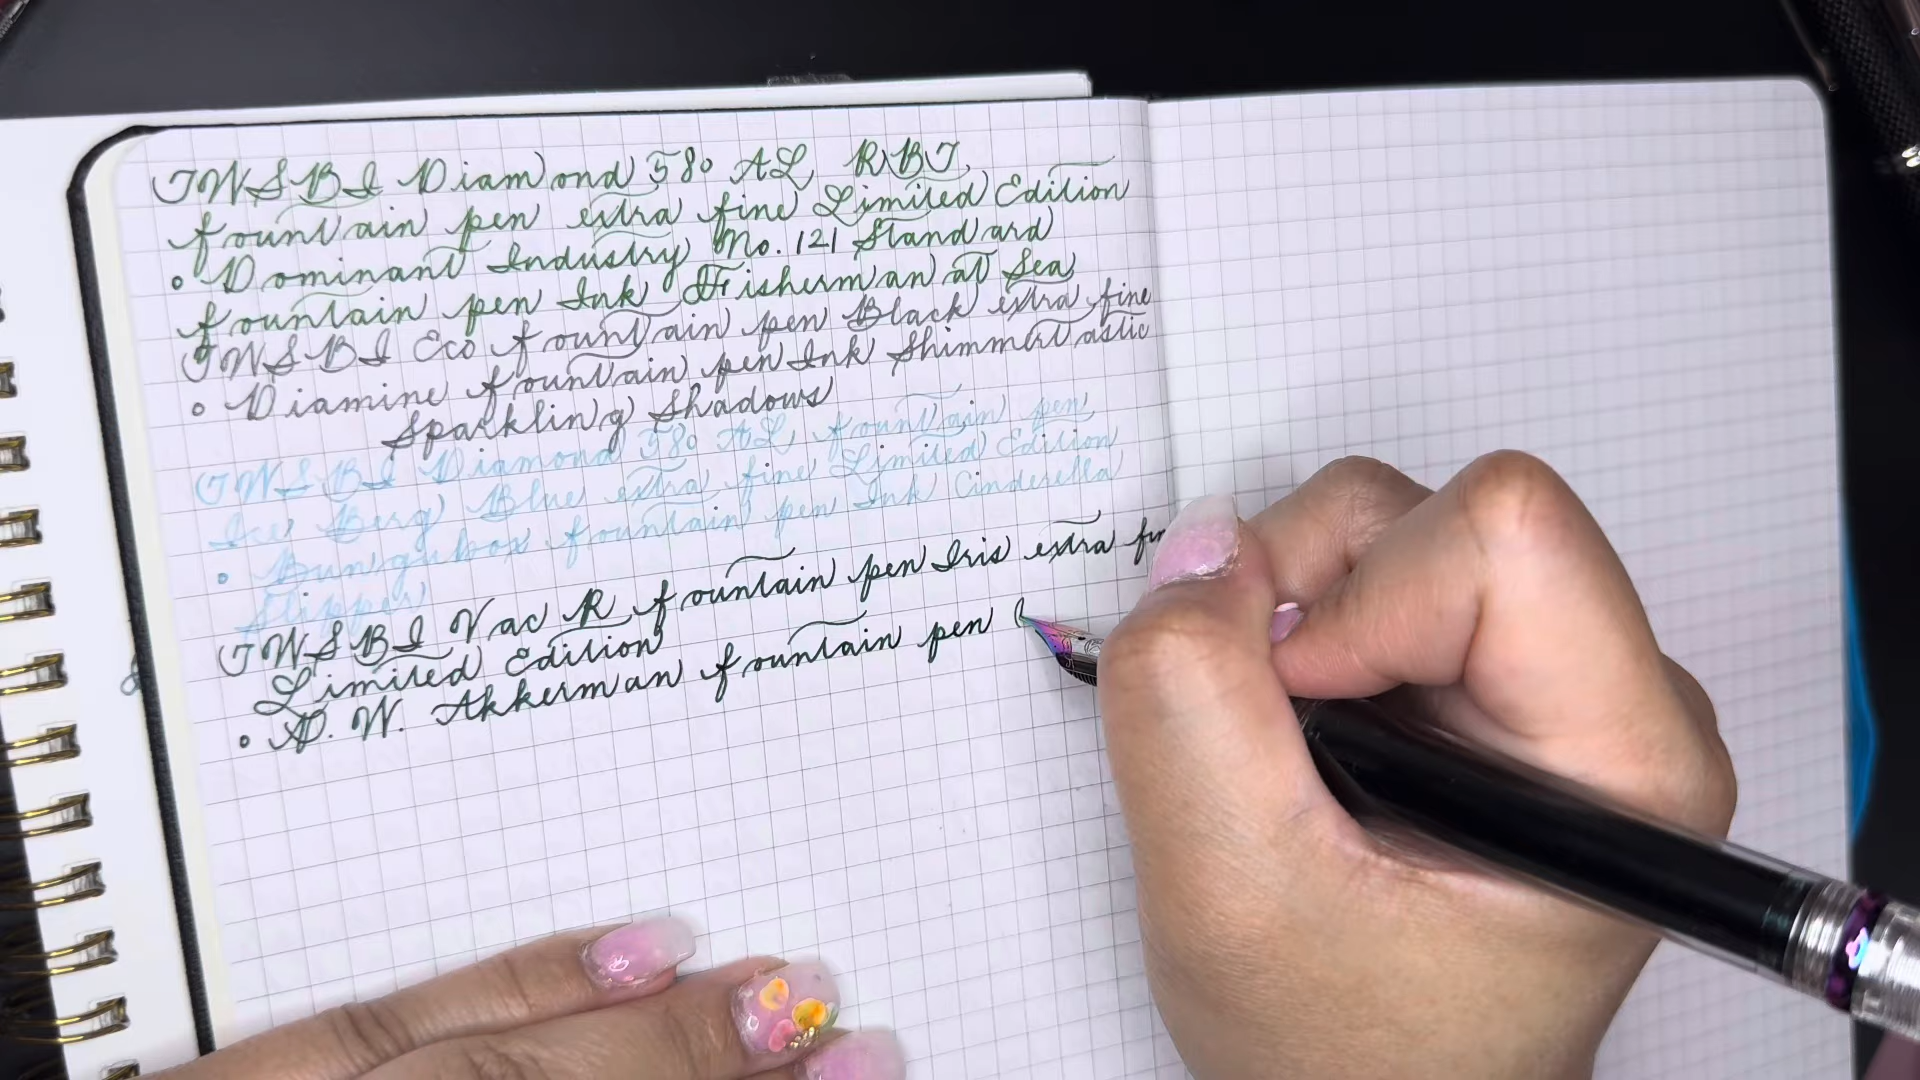 TWSBI Diamond 580 AL RBT
fountain pen extra fine Limited Edition
• Dominant Industry No. 121 Standard
fountain pen Ink Fisherman at Sea
TWSBI Eco fountain pen Black extra fine
• Diamine fountain pen Ink Shimmertastic
Sparkling Shadows
TWSBI Diamond 580 AL fountain pen
Ice Berg Blue extra fine Limited Edition
• Bungubox fountain pen Ink Cinderella
Slipper
TWSBI Vac R fountain pen Iris extra fin
Limited Edition
• W. Akkerman fountain pen